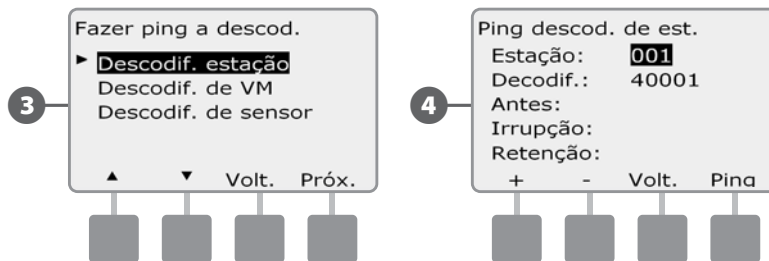 3
Fazer ping a descod.
Descodif. estação
Descodif. de VM
Descodif. de sensor
Volt. Próx.
4
Ping descod. de est.
Estação: 001
Decodif.: 40001
Antes:
Irrupção:
Retenção:
+ - Volt. Ping